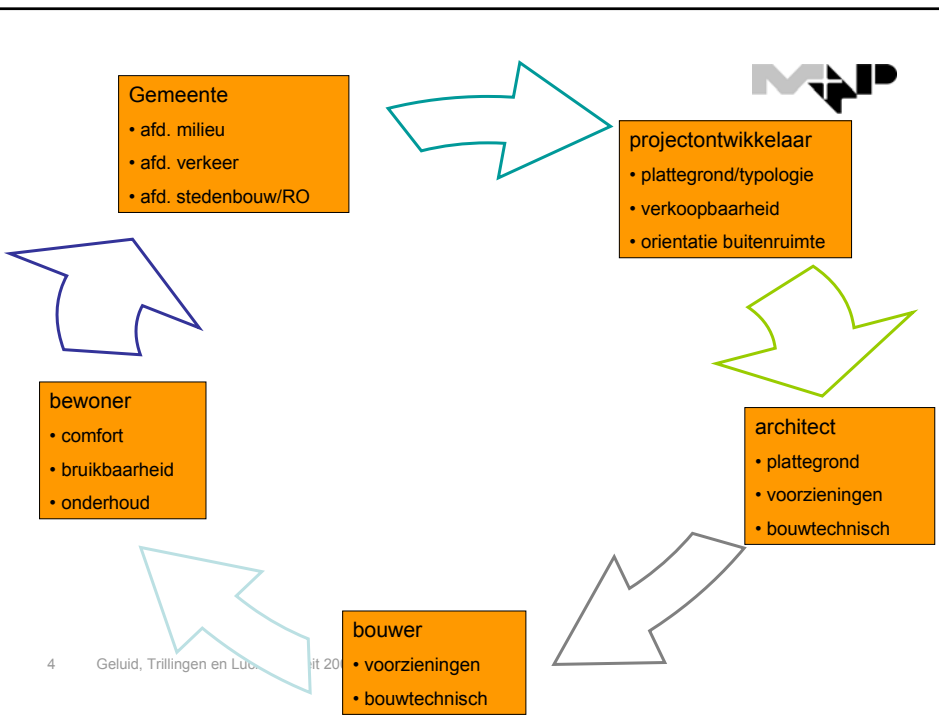 Gemeente
• afd. milieu
• afd. verkeer
• afd. stedenbouw/RO
MNP
projectontwikkelaar
• plattegrond/typologie
• verkoopbaarheid
• orientatie buitenruimte
architect
• plattegrond
• voorzieningen
• bouwtechnisch
bouwer
• voorzieningen
• bouwtechnisch
bewoner
• comfort
• bruikbaarheid
• onderhoud
4 Geluid, Trillingen en